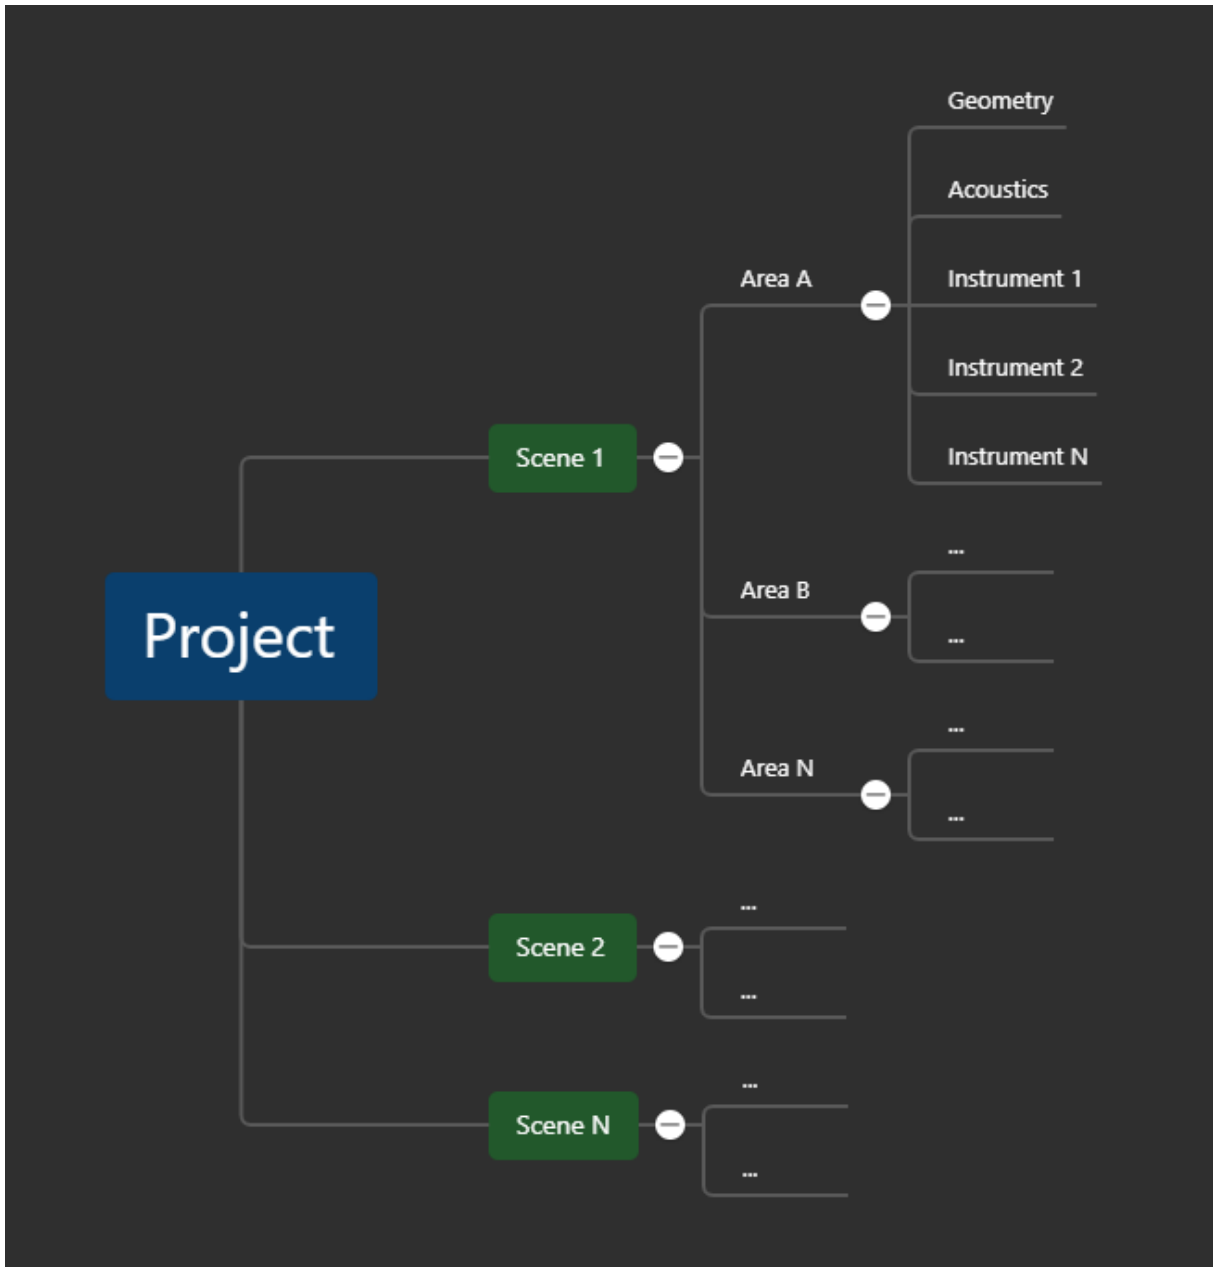 Project
Scene 1
Area A
Geometry
Acoustics
Instrument 1
Instrument 2
Instrument N
Area B
...
...
Area N
...
...
Scene 2
...
...
Scene N
...
...